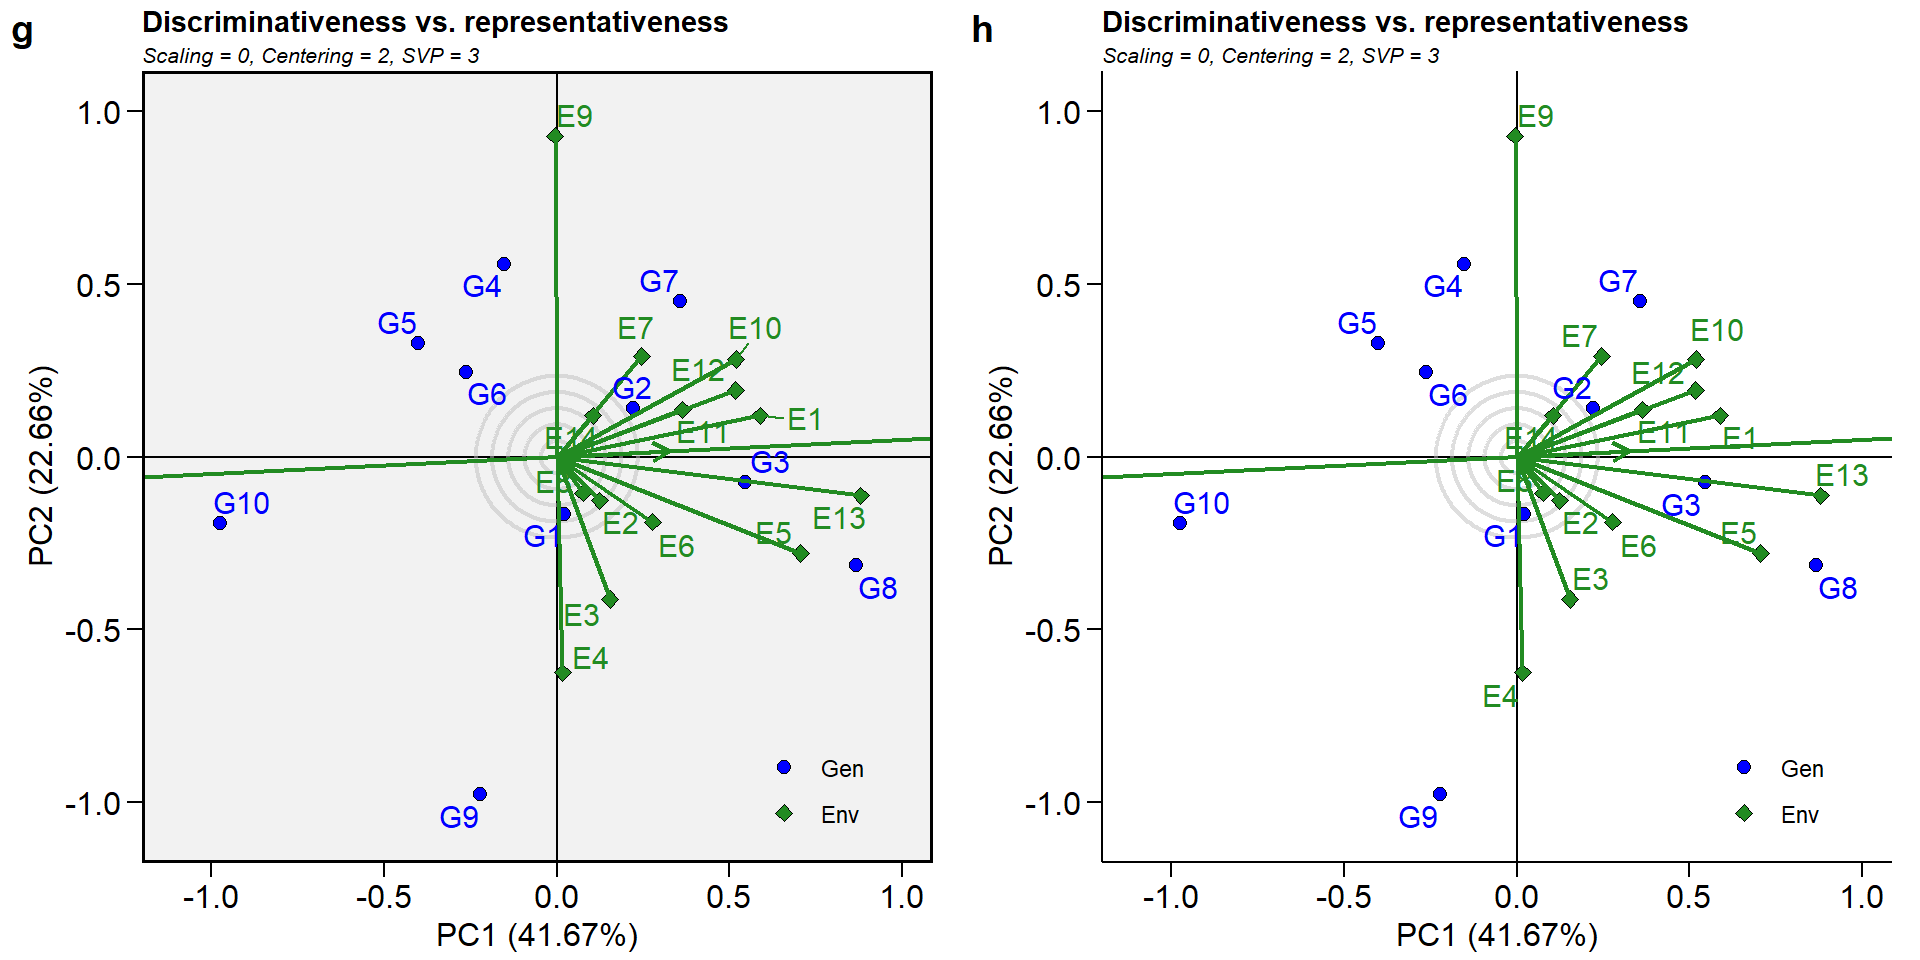 g
Discriminativeness vs. representativeness
Scaling = 0, Centering = 2, SVP = 3
PC2 (22.66%)
1.0
0.5
0.0
-0.5
-1.0
E9
G4
G7
G5
E7
E10
E12
G6
G2
E1
E14
E11
G3
G10
E2
E13
G1
E6
E5
G8
E3
E4
G9
Gen
Env
-1.0 -0.5 0.0 0.5 1.0
PC1 (41.67%)
h
Discriminativeness vs. representativeness
Scaling = 0, Centering = 2, SVP = 3
PC2 (22.66%)
1.0
0.5
0.0
-0.5
-1.0
E9
G4
G7
G5
E7
E10
E12
G6
G2
E14
E11
E1
E13
G10
G3
E2
G1
E6
E5
E3
G8
E4
G9
Gen
Env
-1.0 -0.5 0.0 0.5 1.0
PC1 (41.67%)